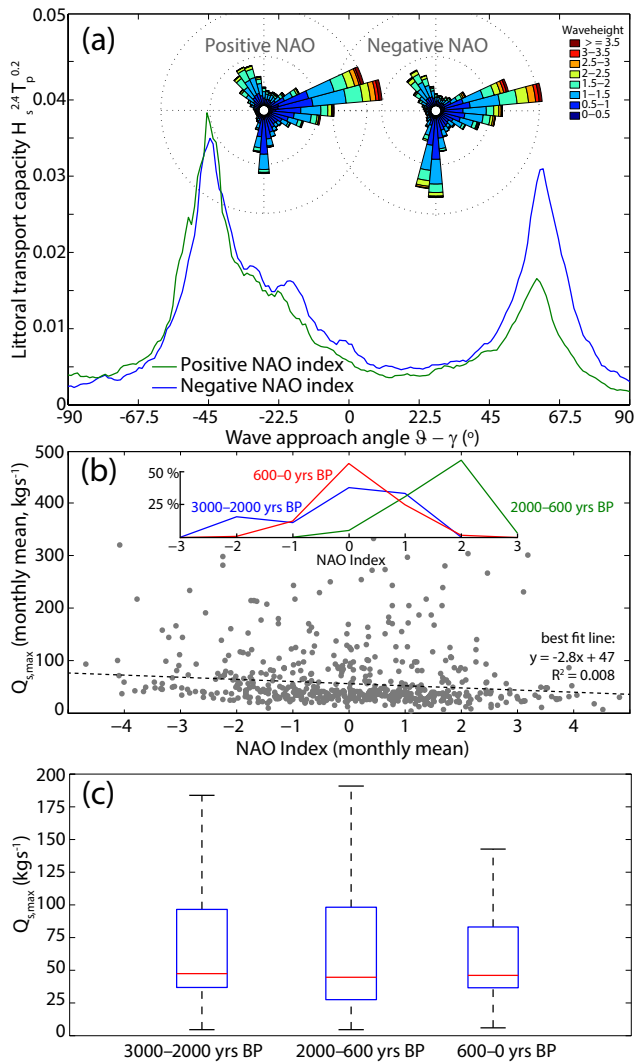 (a)
Positive NAO
Negative NAO
Waveheight
> = 3.5
3–3.5
2.5–3
2–2.5
1.5–2
1–1.5
0.5–1
0–0.5
Littoral transport capacity H_s^2.4 T_p^0.2
0.05
0.04
0.03
0.02
0.01
0
Positive NAO index
Negative NAO index
-90 -67.5 -45 -22.5 0 22.5 45 67.5 90
Wave approach angle ϑ – γ (º)
(b)
50 %
25 %
600–0 yrs BP
3000–2000 yrs BP
2000–600 yrs BP
−3 −2 −1 0 1 2 3
NAO Index
Q_s,max (monthly mean, kgs⁻¹)
500
400
300
200
100
0
best fit line:
y = -2.8x + 47
R² = 0.008
−4 −3 −2 −1 0 1 2 3 4 5
NAO Index (monthly mean)
(c)
Q_s,max (kgs⁻¹)
200
175
150
125
100
75
50
25
0
3000–2000 yrs BP
2000–600 yrs BP
600-0 yrs BP